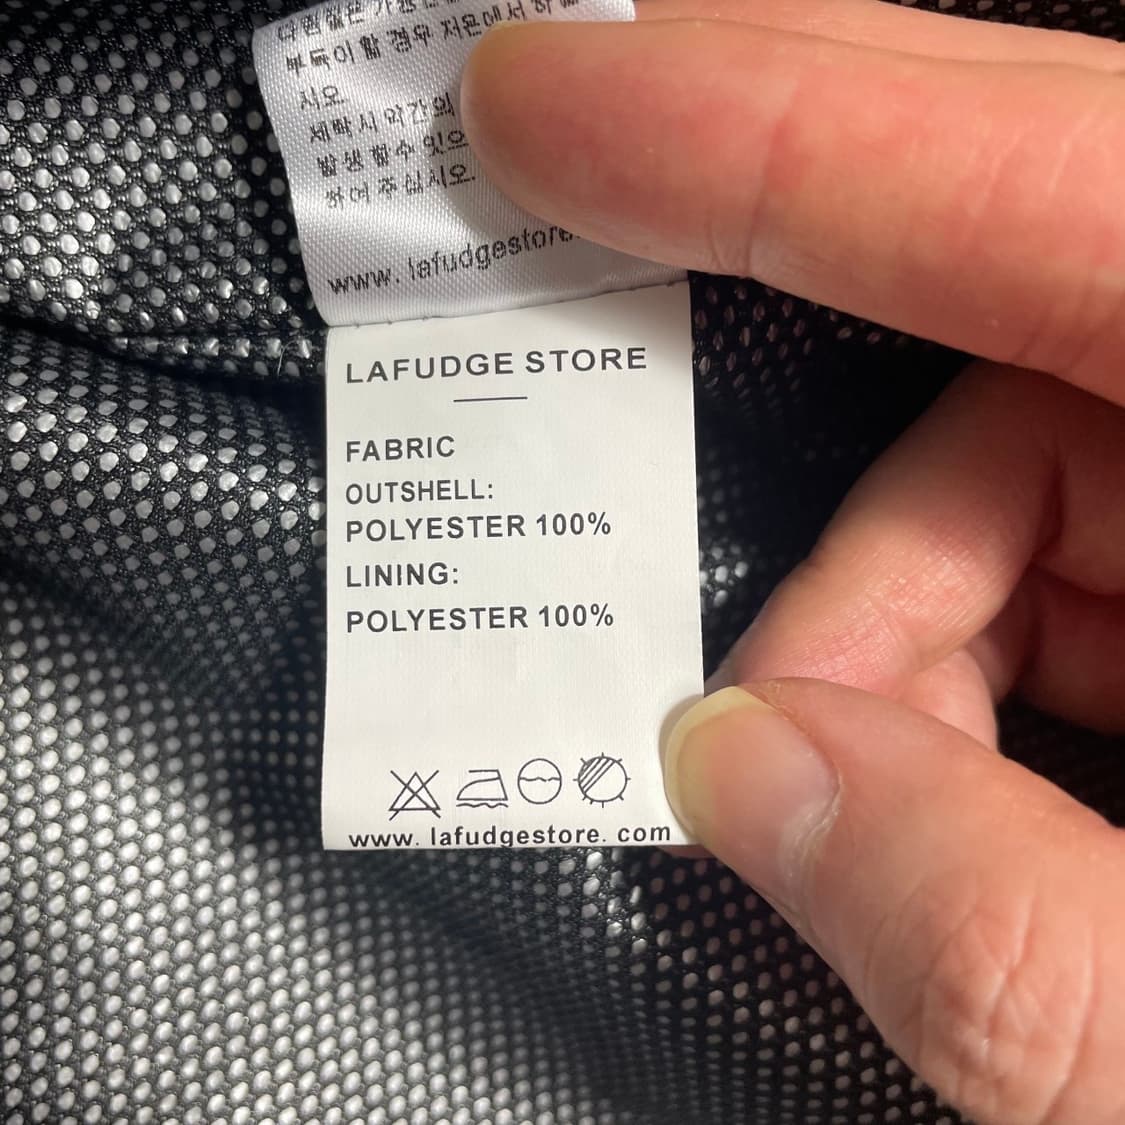 부득이 할 경우 저온에서
지오
세탁시 약간의
발생 할수 있으
하여 주십시오.
www. lafudgestore.
LAFUDGE STORE
FABRIC
OUTSHELL:
POLYESTER 100%
LINING:
POLYESTER 100%
www. lafudgestore. com